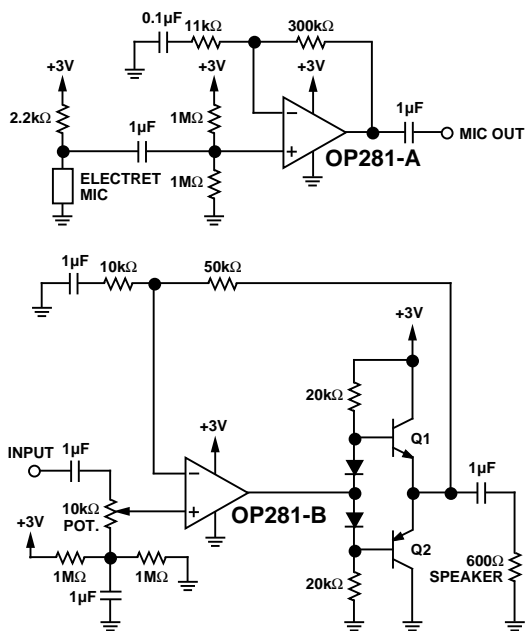 0.1µF
11kΩ
300kΩ
+3V
2.2kΩ
+3V
1MΩ
+3V
1µF
1µF
MIC OUT
OP281-A
ELECTRET
MIC
1MΩ
1µF
10kΩ
50kΩ
+3V
20kΩ
Q1
+3V
INPUT
1µF
1µF
10kΩ
POT.
OP281-B
+3V
Q2
1MΩ
1MΩ
20kΩ
600Ω
SPEAKER
1µF